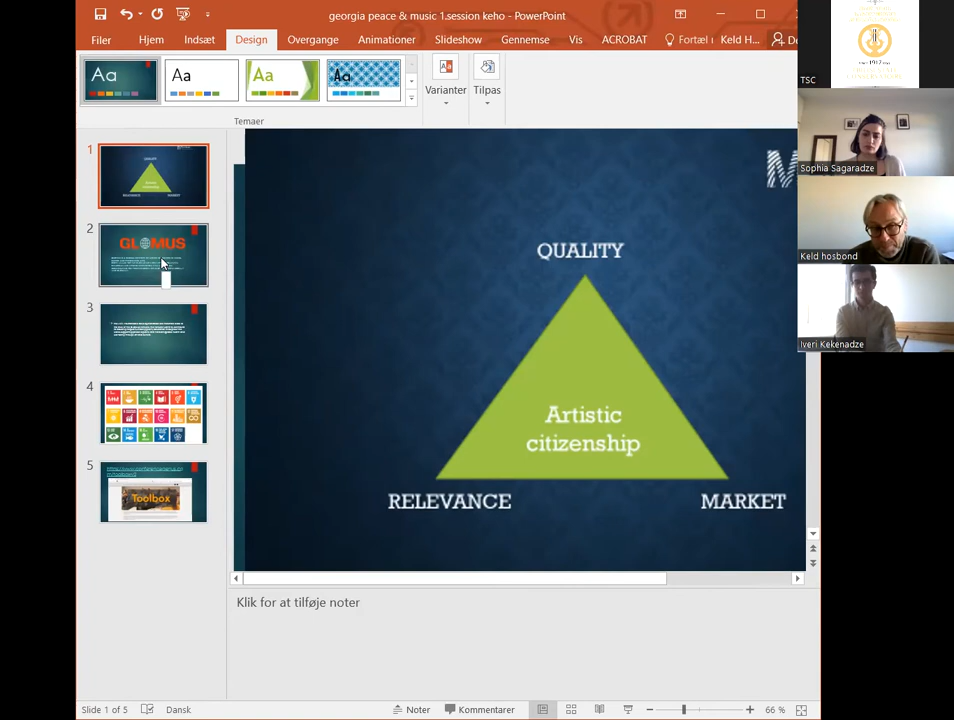 georgia peace & music 1.session keho - PowerPoint
Filer
Hjem
Indsæt
Design
Overgange
Animationer
Slideshow
Gennemse
Vis
ACROBAT
Fortæl
Keld H...
Aa
Aa
Aa
Aa
Varianter
Tilpas
Temaer
TSC
Sophia Sagaradze
Keld hosbond
Iveri Kekenadze
1
QUALITY
RELEVANCE
MARKET
2
GLOMUS
3
4
5
Toolbox
M
QUALITY
Artistic
citizenship
RELEVANCE
MARKET
Klik for at tilføje noter
Slide 1 of 5
Dansk
Noter
Kommentarer
66 %